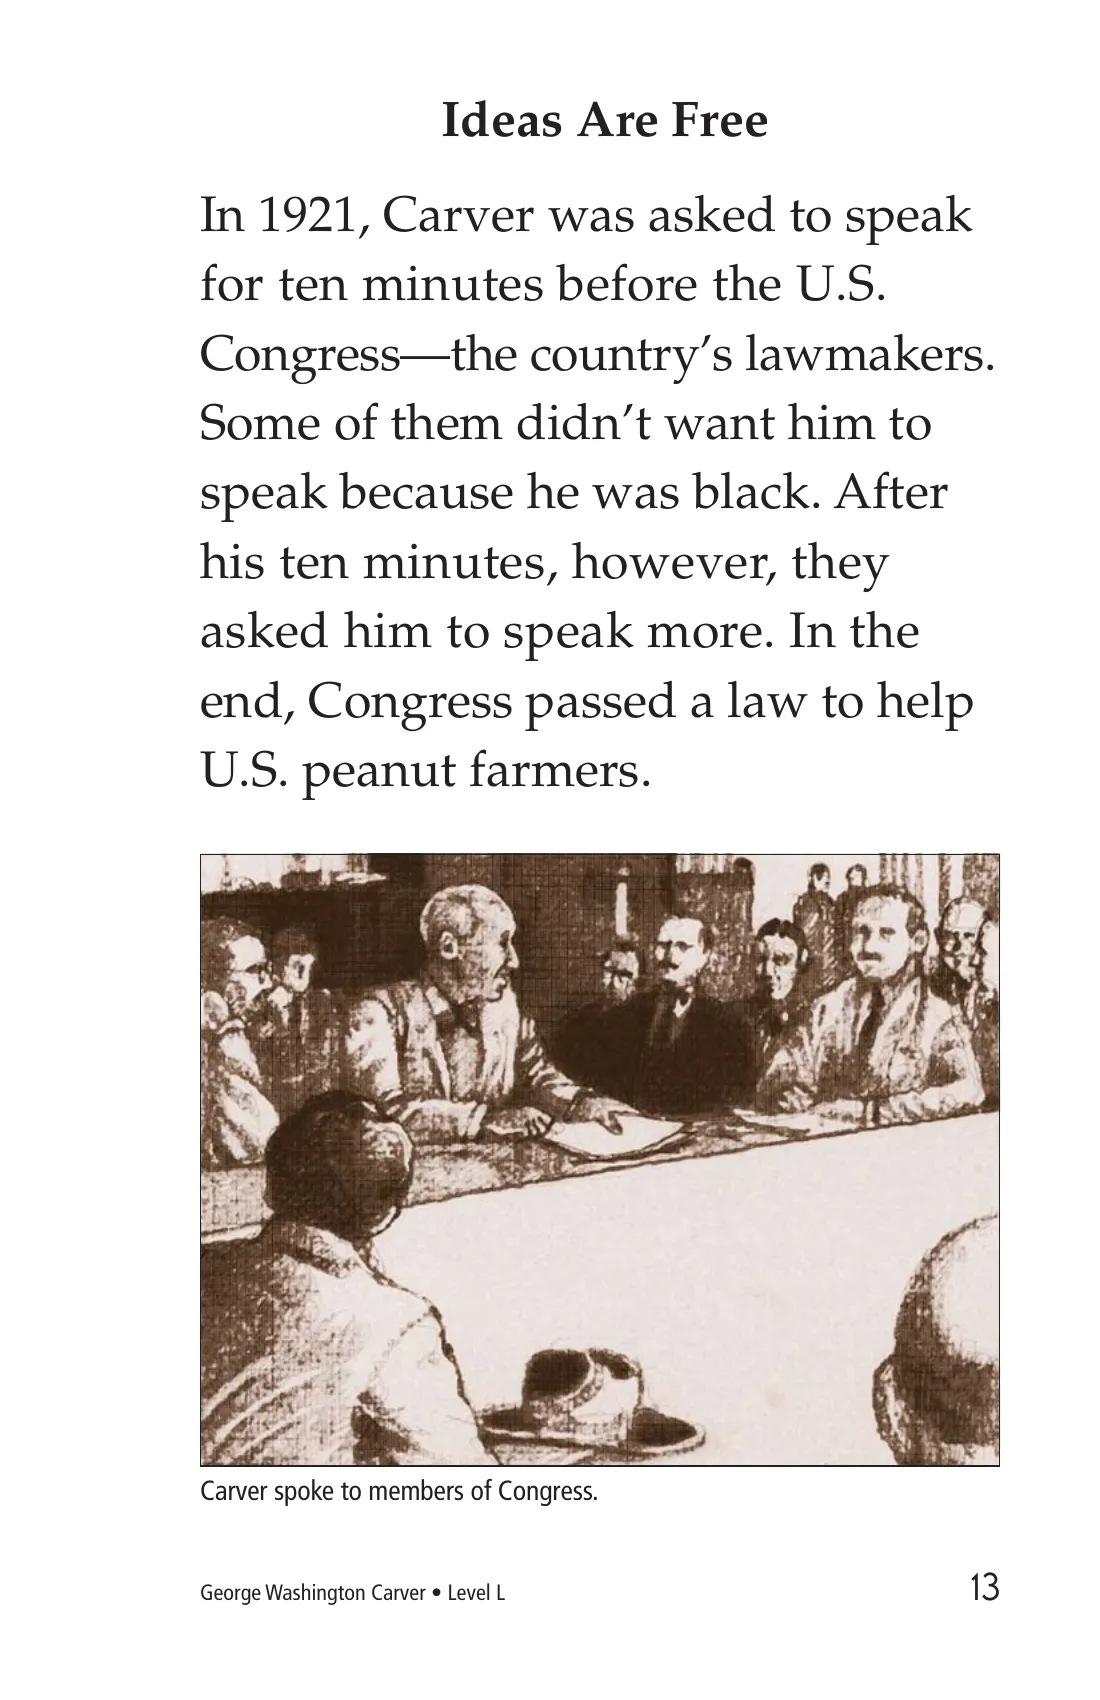 Ideas Are Free
In 1921, Carver was asked to speak
for ten minutes before the U.S.
Congress—the country’s lawmakers.
Some of them didn’t want him to
speak because he was black. After
his ten minutes, however, they
asked him to speak more. In the
end, Congress passed a law to help
U.S. peanut farmers.
Carver spoke to members of Congress.
George Washington Carver • Level L
13